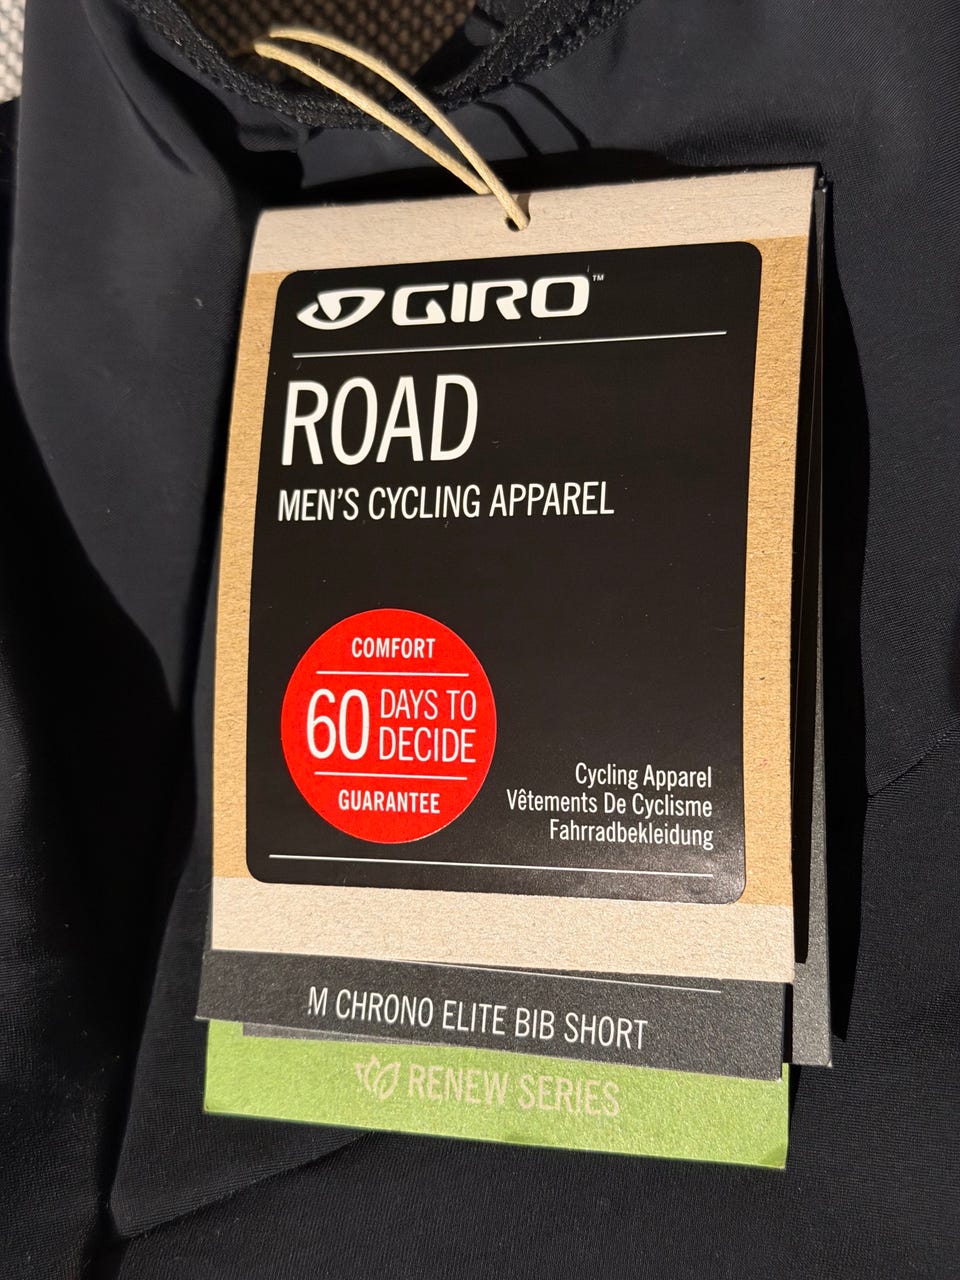 GIRO™
ROAD
MEN'S CYCLING APPAREL
COMFORT
60 DAYS TO
DECIDE
GUARANTEE
Cycling Apparel
Vêtements De Cyclisme
Fahrradbekleidung
M CHRONO ELITE BIB SHORT
RENEW SERIES